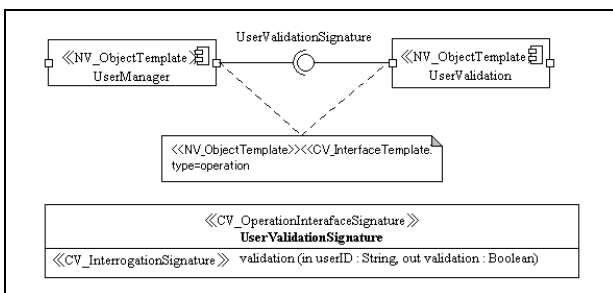 UserValidationSignature
≪NV_ObjectTemplate≫
UserManager
≪NV_ObjectTemplate
UserValidation
<<NV_ObjectTemplate>><<CV_InterfaceTemplate.
type=operation
≪CV_OperationInterafaceSignature≫
UserValidationSignature
≪CV_InterrogationSignature≫ validation (in userID : String, out validation : Boolean)